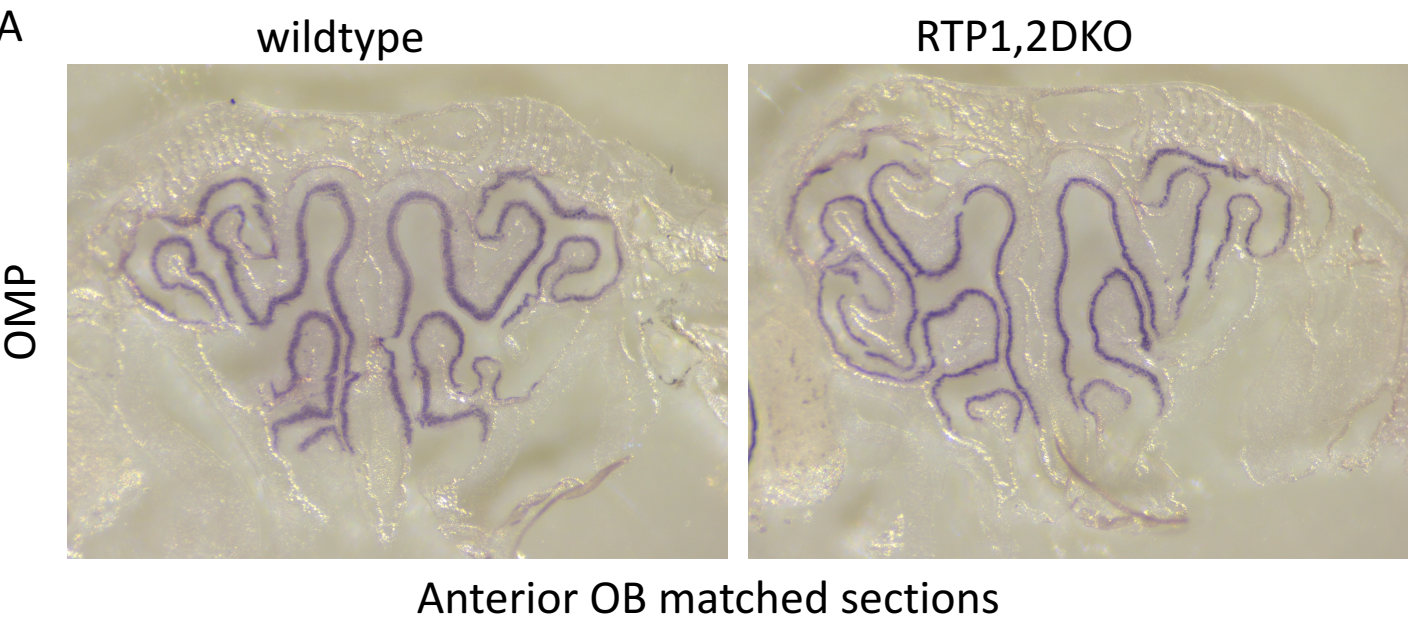 A
wildtype
RTP1,2DKO
OMP
Anterior OB matched sections